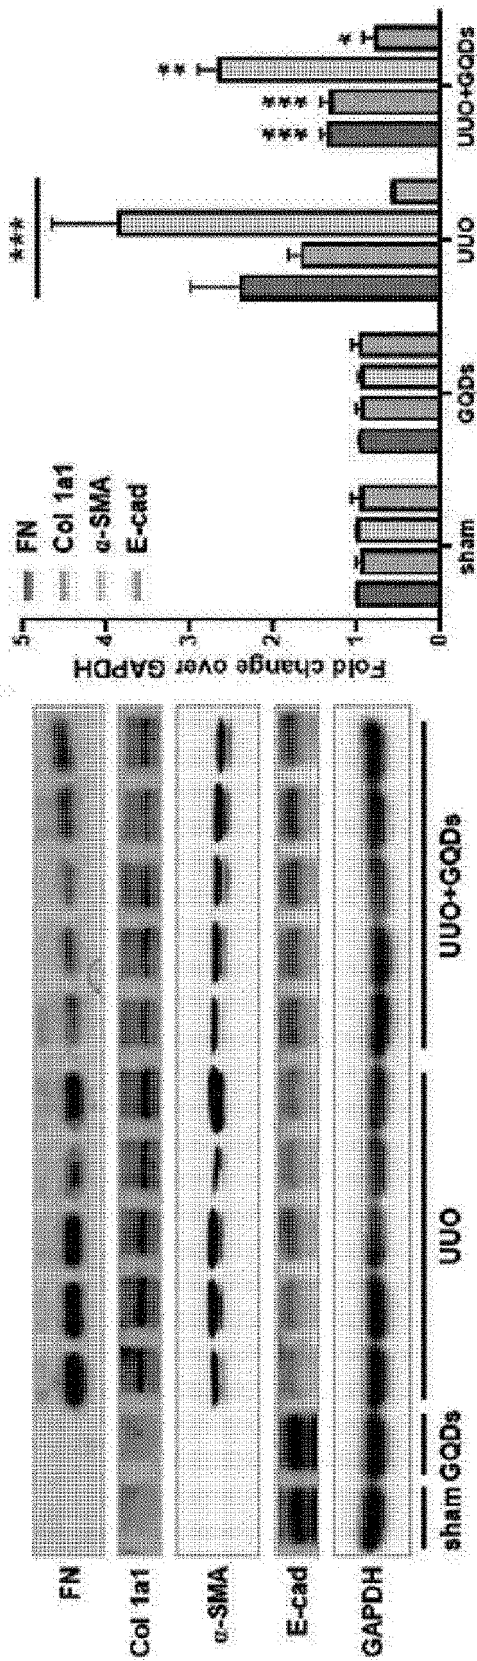 FN
Col 1a1
α-SMA
E-cad
GAPDH
sham GQDs UUO UUO+GQDs
Fold change over GAPDH
5
4
3
2
1
0
FN
Col 1a1
α-SMA
E-cad
***
*** *** ** *
sham GQDs UUO UUO+GQDs